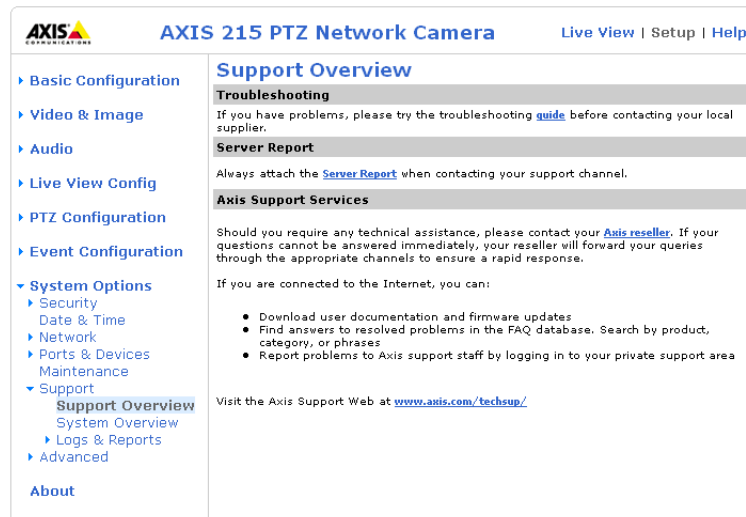 AXIS
COMMUNICATIONS
AXIS 215 PTZ Network Camera
Live View | Setup | Help
Basic Configuration
Video & Image
Audio
Live View Config
PTZ Configuration
Event Configuration
System Options
Security
Date & Time
Network
Ports & Devices
Maintenance
Support
Support Overview
System Overview
Logs & Reports
Advanced
About
Support Overview
Troubleshooting
If you have problems, please try the troubleshooting guide before contacting your local
supplier.
Server Report
Always attach the Server Report when contacting your support channel.
Axis Support Services
Should you require any technical assistance, please contact your Axis reseller. If your
questions cannot be answered immediately, your reseller will forward your queries
through the appropriate channels to ensure a rapid response.
If you are connected to the Internet, you can:
Download user documentation and firmware updates
Find answers to resolved problems in the FAQ database. Search by product,
category, or phrases
Report problems to Axis support staff by logging in to your private support area
Visit the Axis Support Web at www.axis.com/techsup/